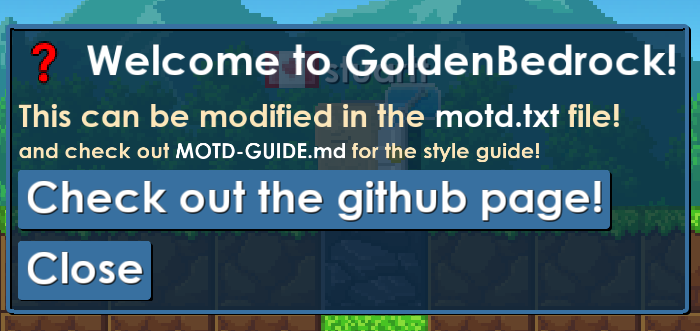 Welcome to GoldenBedrock!
This can be modified in the motd.txt file!
and check out MOTD-GUIDE.md for the style guide!
Check out the github page!
Close